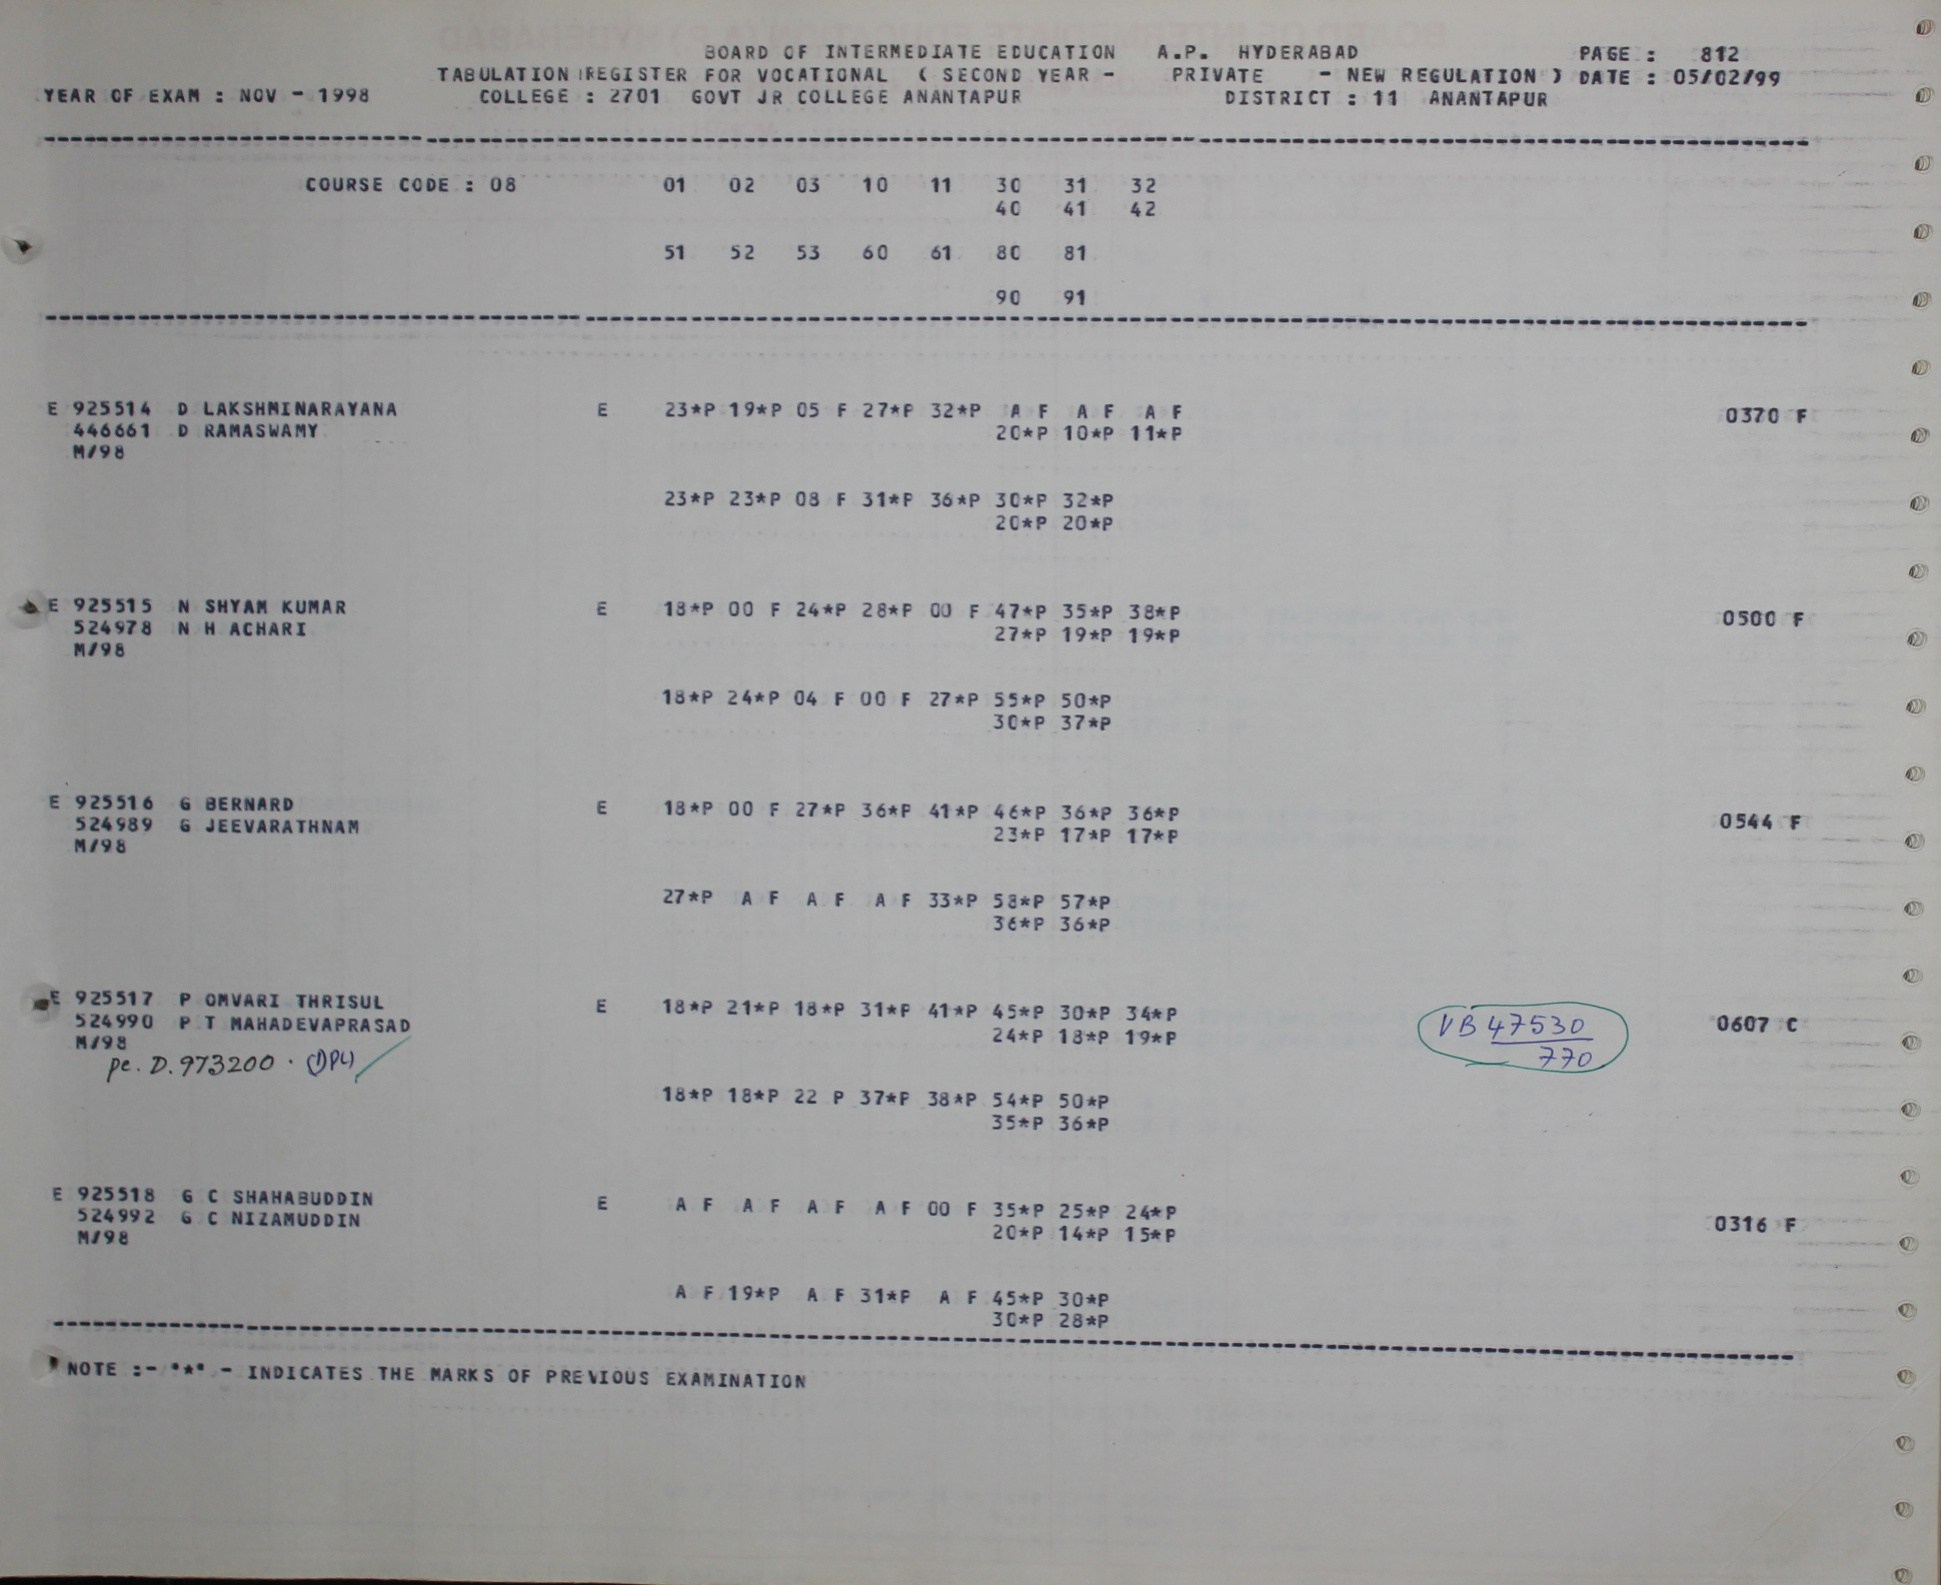 BOARD OF INTERMEDIATE EDUCATION A.P. HYDERABAD PAGE : 812
TABULATION REGISTER FOR VOCATIONAL ( SECOND YEAR - PRIVATE - NEW REGULATION ) DATE : 05/02/99
YEAR OF EXAM : NOV - 1998 COLLEGE : 2701 GOVT JR COLLEGE ANANTAPUR DISTRICT : 11 ANANTAPUR
COURSE CODE : 08 01 02 03 10 11 30 31 32
40 41 42
51 52 53 60 61 80 81
90 91
E 925514 D LAKSHMINARAYANA E 23*P 19*P 05 F 27*P 32*P A F A F A F 0370 F
446661 D RAMASWAMY 20*P 10*P 11*P
M/98
23*P 23*P 08 F 31*P 36*P 30*P 32*P
20*P 20*P
E 925515 N SHYAM KUMAR E 18*P 00 F 24*P 28*P 00 F 47*P 35*P 38*P 0500 F
524978 N H ACHARI 27*P 19*P 19*P
M/98
18*P 24*P 04 F 00 F 27*P 55*P 50*P
30*P 37*P
E 925516 G BERNARD E 18*P 00 F 27*P 36*P 41*P 46*P 36*P 36*P 0544 F
524989 G JEEVARATHNAM 23*P 17*P 17*P
M/98
27*P A F A F A F 33*P 58*P 57*P
36*P 36*P
E 925517 P OMVARI THRISUL E 18*P 21*P 18*P 31*P 41*P 45*P 30*P 34*P VB 47530 0607 C
524990 P T MAHADEVAPRASAD 24*P 18*P 19*P 770
M/98
pc. D. 973200 . (DPL)
18*P 18*P 22 P 37*P 38*P 54*P 50*P
35*P 36*P
E 925518 G C SHAHABUDDIN E A F A F A F A F 00 F 35*P 25*P 24*P 0316 F
524992 G C NIZAMUDDIN 20*P 14*P 15*P
M/98
A F 19*P A F 31*P A F 45*P 30*P
30*P 28*P
NOTE :- "*" - INDICATES THE MARKS OF PREVIOUS EXAMINATION